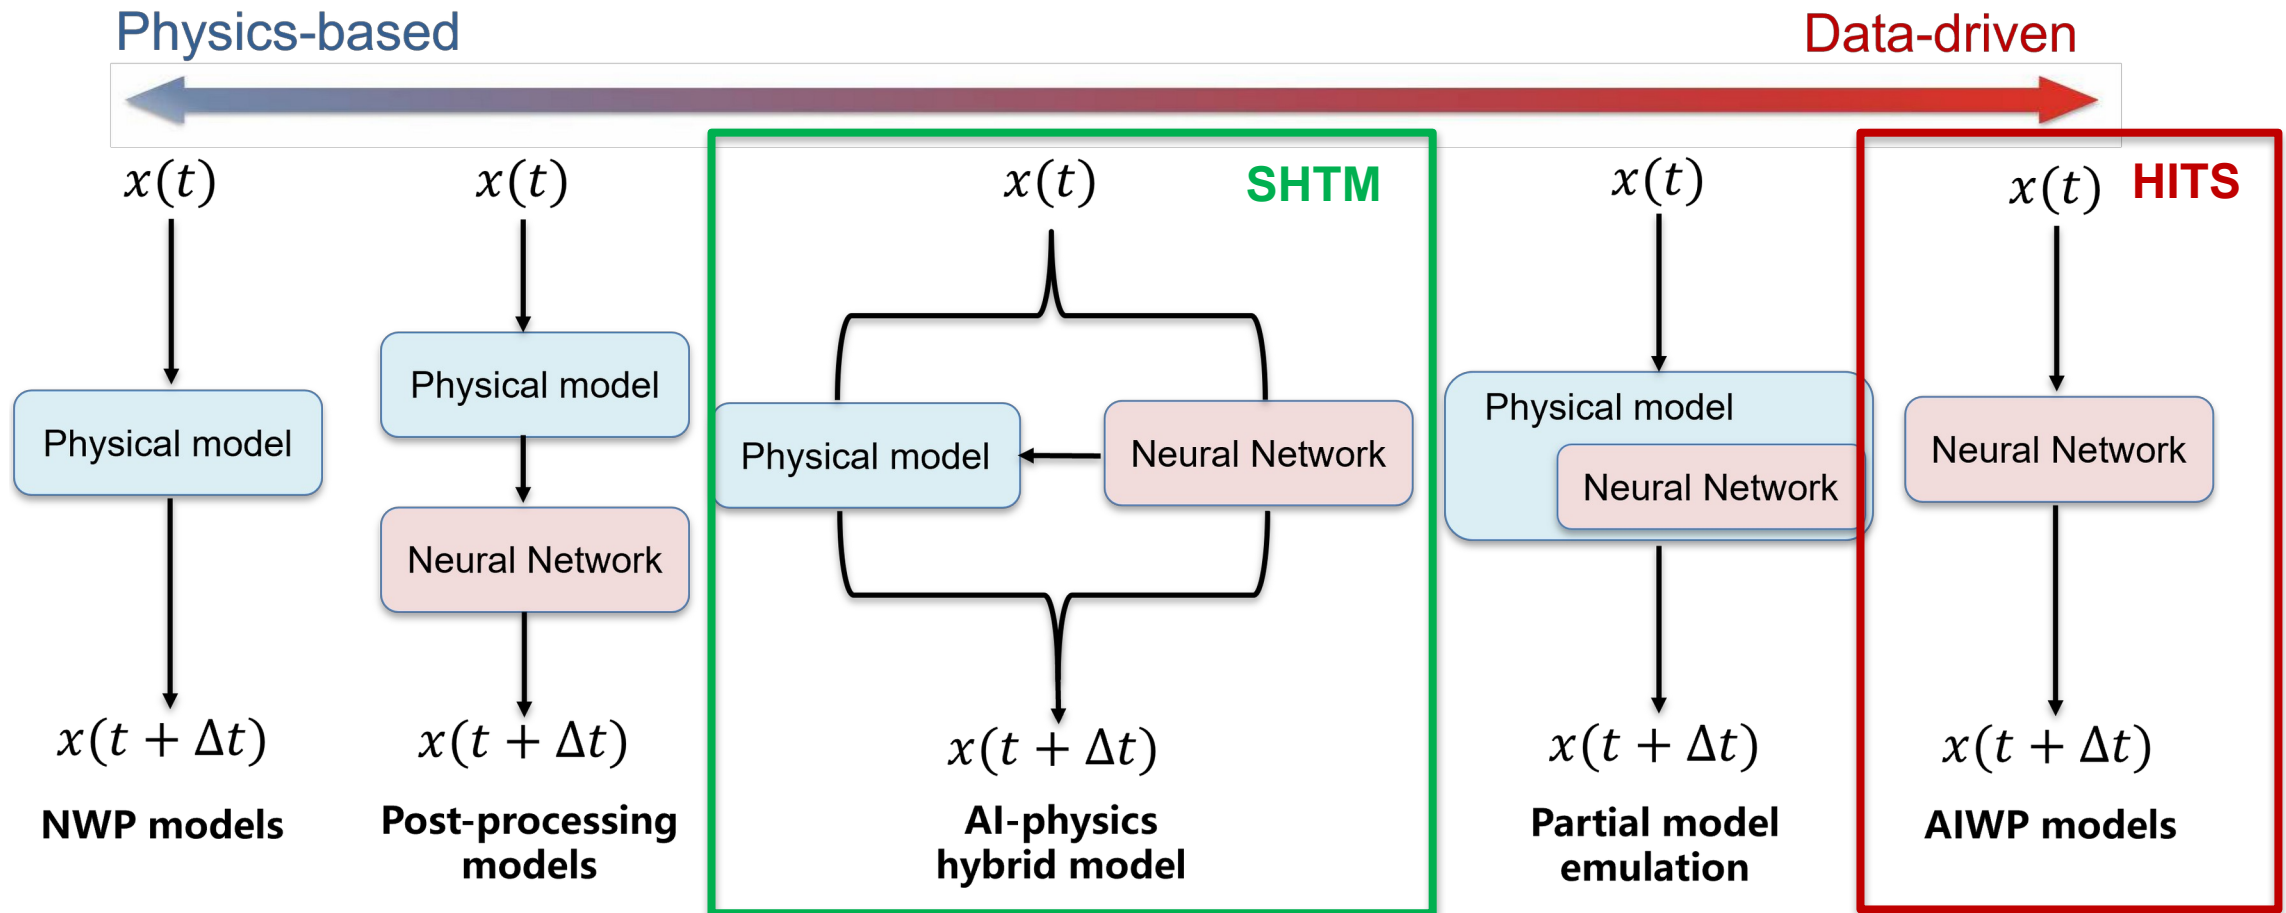 Physics-based
Data-driven
x(t)
Physical model
x(t + Δt)
NWP models
x(t)
Physical model
Neural Network
x(t + Δt)
Post-processing
models
SHTM
x(t)
Physical model
Neural Network
x(t + Δt)
AI-physics
hybrid model
x(t)
Physical model
Neural Network
x(t + Δt)
Partial model
emulation
HITS
x(t)
Neural Network
x(t + Δt)
AIWP models